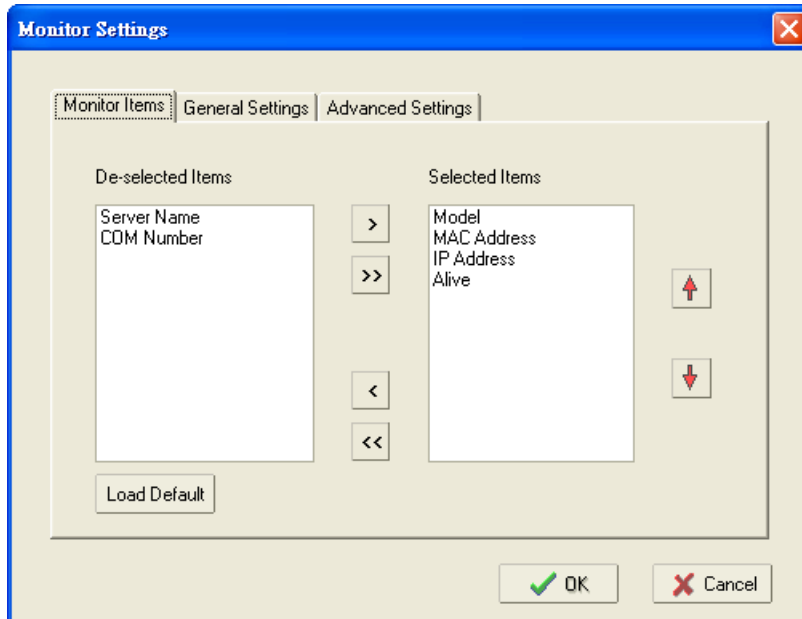 Monitor Settings
Monitor Items General Settings Advanced Settings
De-selected Items
Server Name
COM Number
>
>>
<
<<
Selected Items
Model
MAC Address
IP Address
Alive
Load Default
OK Cancel